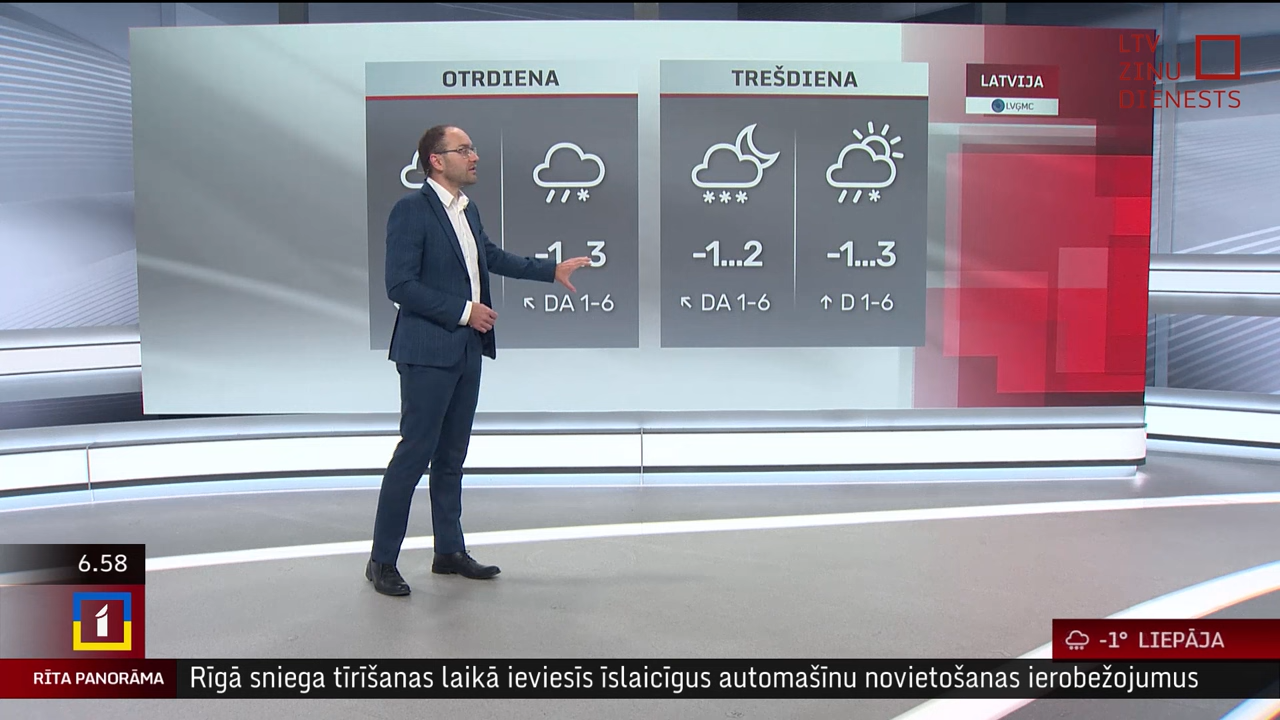 OTRDIENA
TREŠDIENA
LATVIJA
LVĢMC
LTV
ZIŅU
DIENESTS
-1...3
-1...2
-1...3
DA 1-6
DA 1-6
D 1-6
6.58
1
-1° LIEPĀJA
RĪTA PANORĀMA
Rīgā sniega tīrīšanas laikā ieviesīs īslaicīgus automašīnu novietošanas ierobežojumus